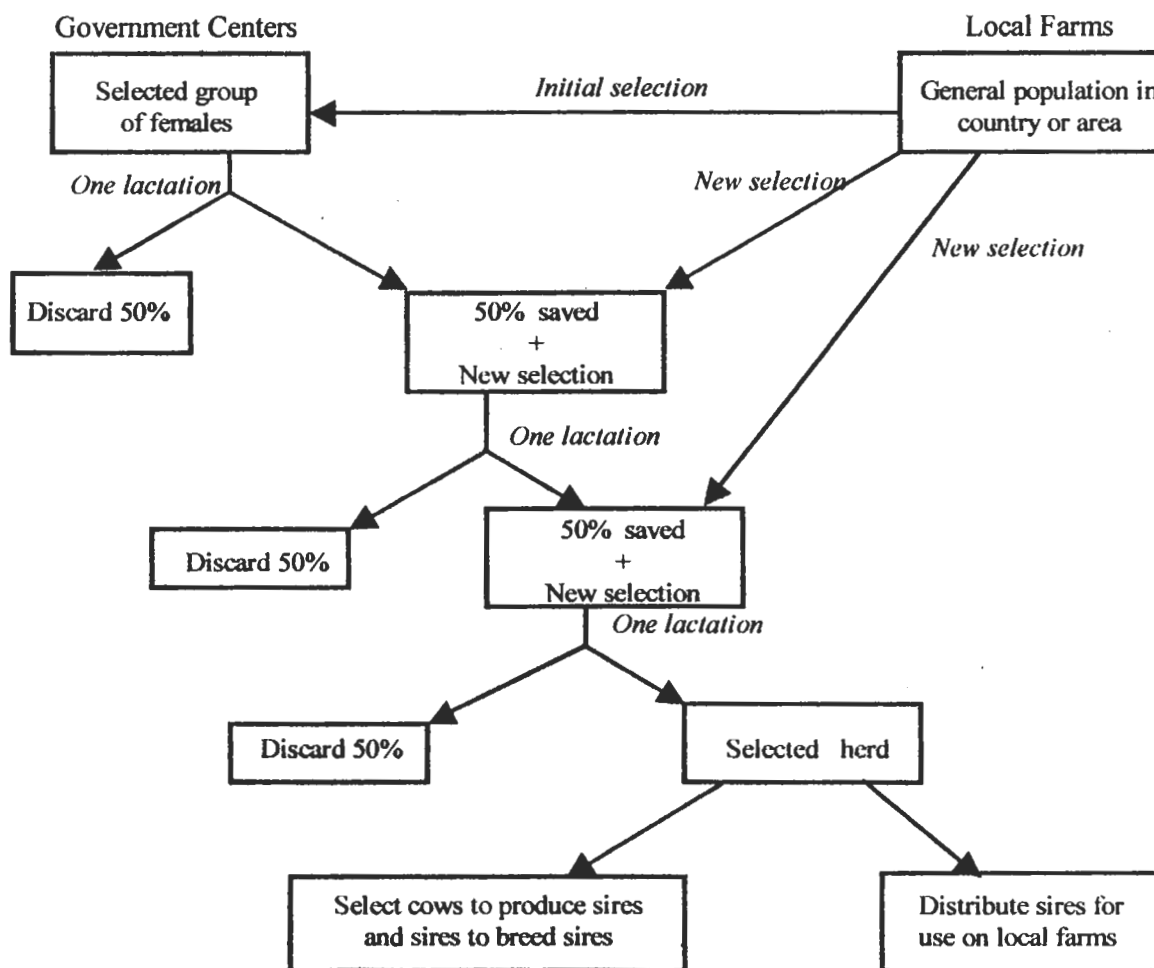 Government Centers
Local Farms
Selected group
of females
Initial selection
General population in
country or area
One lactation
New selection
New selection
Discard 50%
50% saved
+
New selection
One lactation
Discard 50%
50% saved
+
New selection
One lactation
Discard 50%
Selected herd
Select cows to produce sires
and sires to breed sires
Distribute sires for
use on local farms